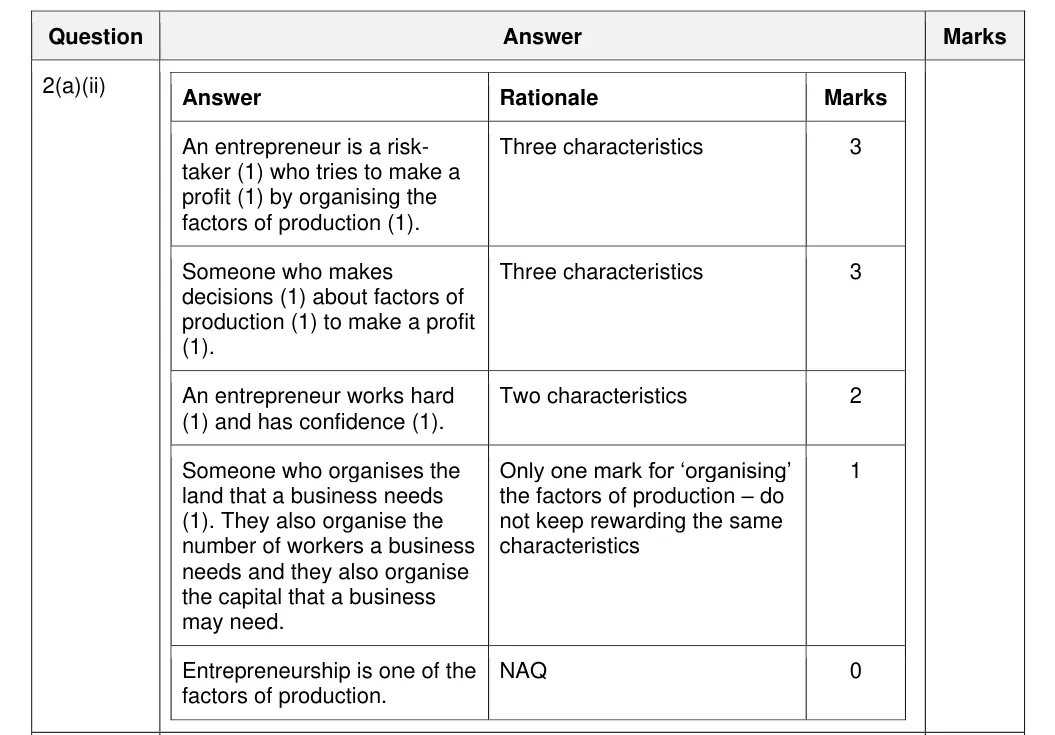 Question Answer Marks
2(a)(ii)
Answer Rationale Marks
An entrepreneur is a risk-
taker (1) who tries to make a
profit (1) by organising the
factors of production (1).
Three characteristics
3
Someone who makes
decisions (1) about factors of
production (1) to make a profit
(1).
Three characteristics
3
An entrepreneur works hard
(1) and has confidence (1).
Two characteristics
2
Someone who organises the
land that a business needs
(1). They also organise the
number of workers a business
needs and they also organise
the capital that a business
may need.
Only one mark for ‘organising’
the factors of production – do
not keep rewarding the same
characteristics
1
Entrepreneurship is one of the
factors of production.
NAQ
0